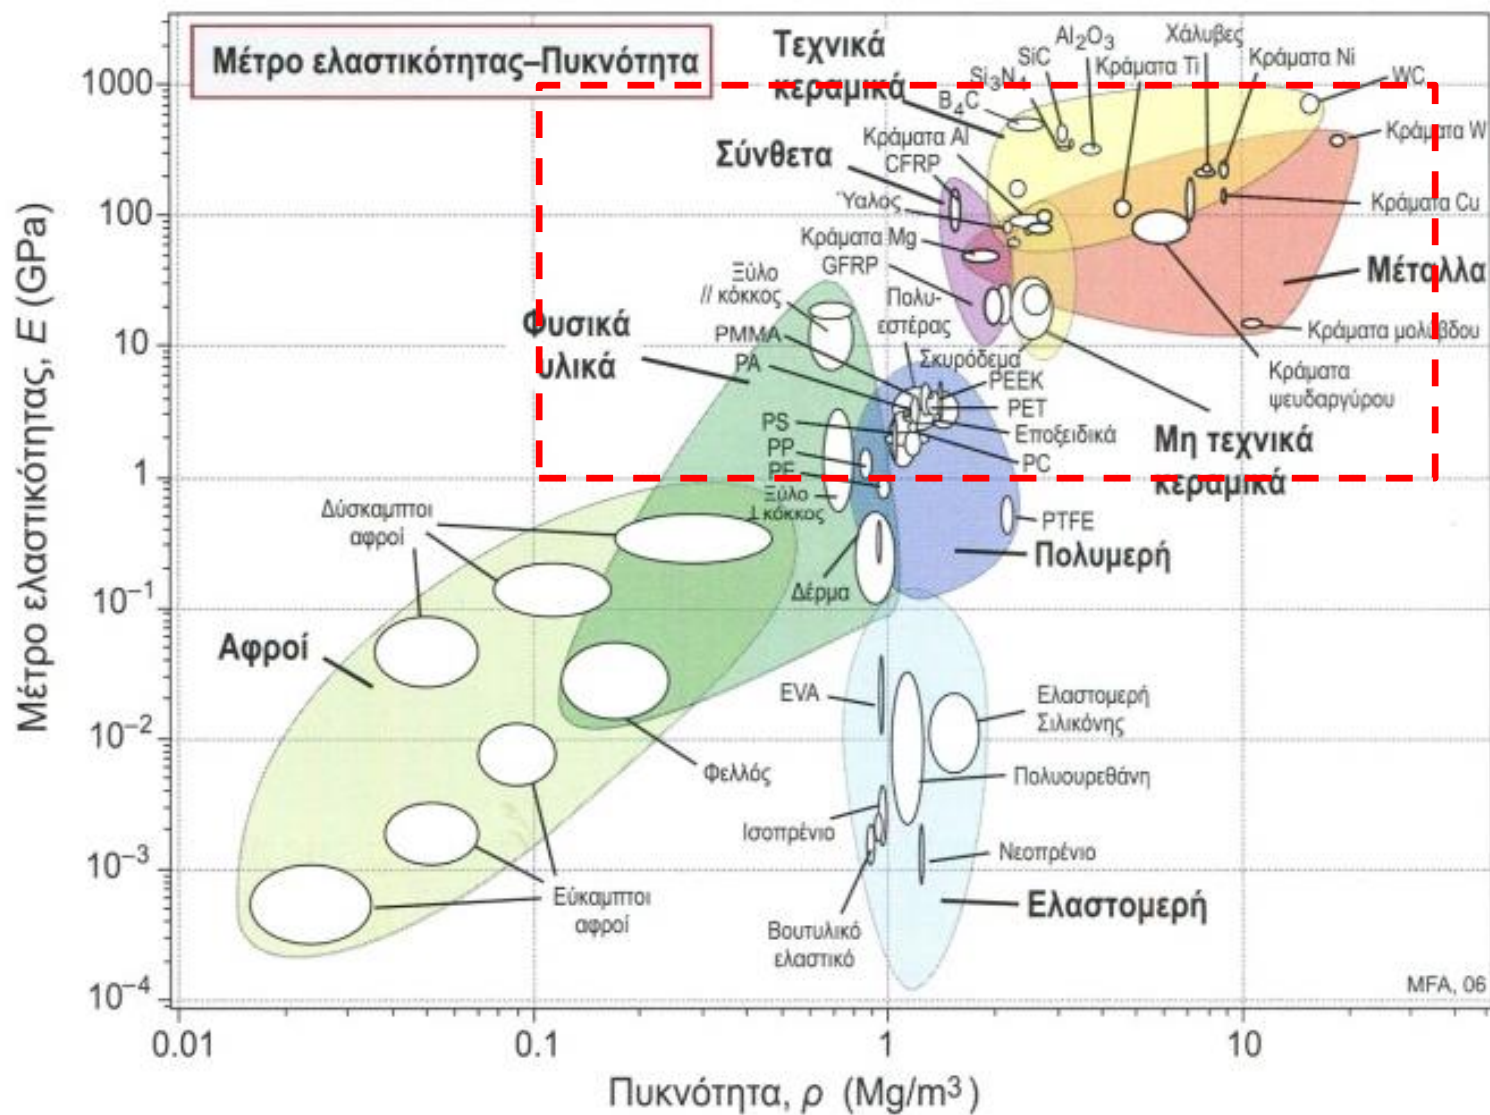 Μέτρο ελαστικότητας–Πυκνότητα
Μέτρο ελαστικότητας, E (GPa)
1000
100
10
1
10⁻¹
10⁻²
10⁻³
10⁻⁴
Τεχνικά
κεραμικά
B₄C
Si₃N₄
SiC
Al₂O₃
Κράματα Ti
Χάλυβες
Κράματα Ni
WC
Κράματα W
Κράματα Cu
Μέταλλα
Κράματα μολύβδου
Κράματα
ψευδαργύρου
Κράματα Al
CFRP
Σύνθετα
Ύαλος
Κράματα Mg
GFRP
Ξύλο
// κόκκος
Πολυ-
εστέρας
Φυσικά
υλικά
PMMA
PA
Σκυρόδεμα
PEEK
PET
Εποξειδικά
PC
Μη τεχνικά
κεραμικά
PS
PP
PE
Ξύλο
⊥ κόκκος
PTFE
Πολυμερή
Δύσκαμπτοι
αφροί
Δέρμα
Αφροί
EVA
Ελαστομερή
Σιλικόνης
Φελλός
Πολυουρεθάνη
Ισοπρένιο
Νεοπρένιο
Εύκαμπτοι
αφροί
Ελαστομερή
Βουτυλικό
ελαστικό
MFA, 06
0.01
0.1
1
10
Πυκνότητα, ρ (Mg/m³)